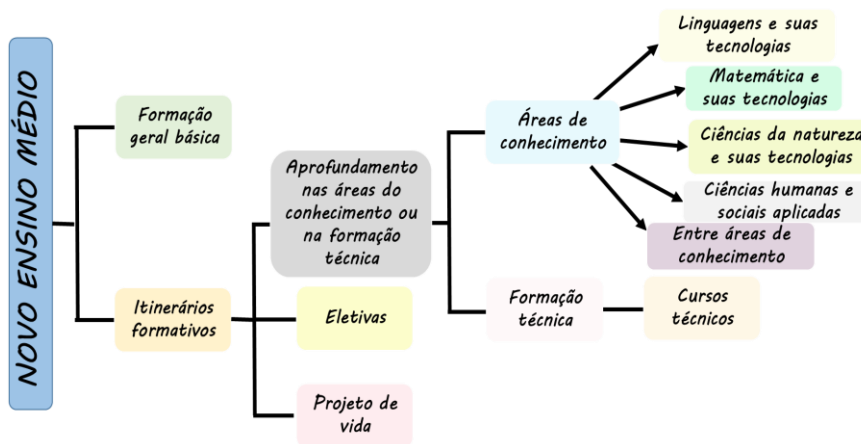 NOVO ENSINO MÉDIO
Formação
geral básica
Itinerários
formativos
Aprofundamento
nas áreas do
conhecimento ou
na formação
técnica
Eletivas
Projeto de
vida
Áreas de
conhecimento
Linguagens e suas
tecnologias
Matemática e
suas tecnologias
Ciências da natureza
e suas tecnologias
Ciências humanas e
sociais aplicadas
Entre áreas de
conhecimento
Formação
técnica
Cursos
técnicos